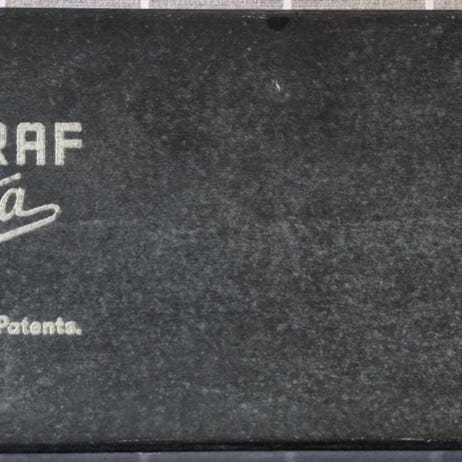 RAF
a
Patents.